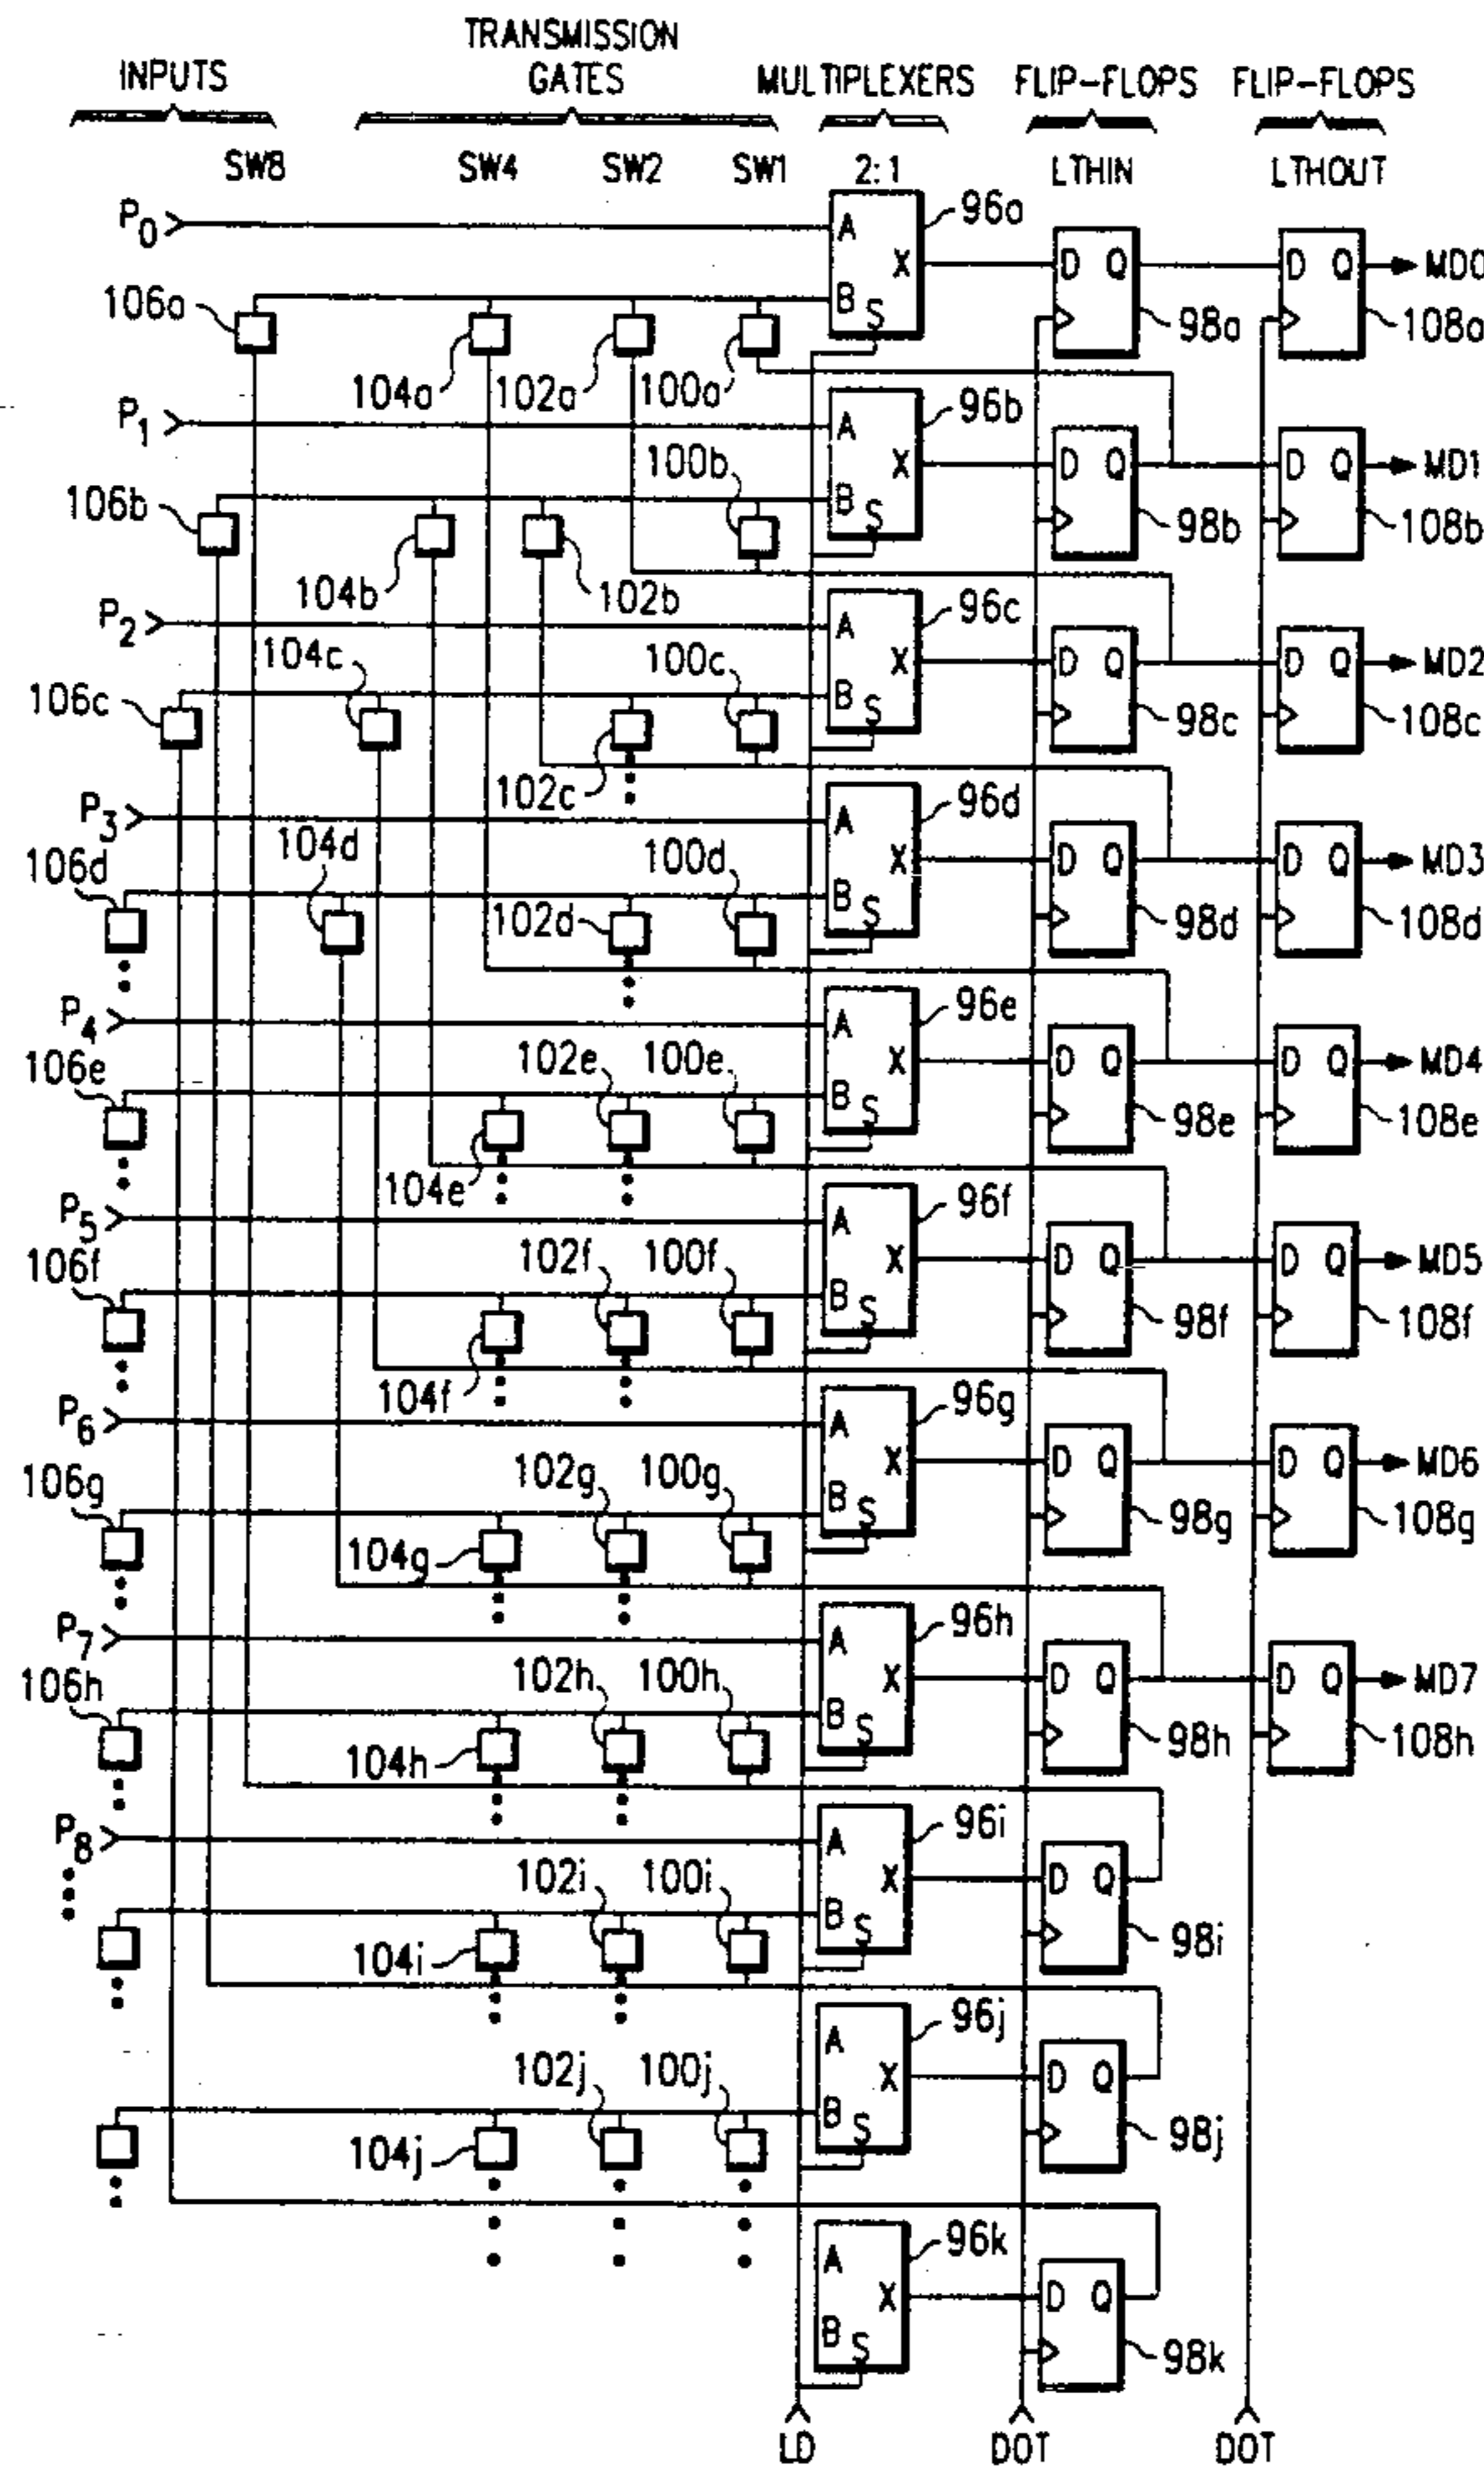 TRANSMISSION
INPUTS GATES MULTIPLEXERS FLIP-FLOPS FLIP-FLOPS
SW8 SW4 SW2 SW1 2:1 LTHIN LTHOUT
P0 A X B S 96a D Q 98a D Q 108a MD0
106a 104a 102a 100a
P1 A X B S 96b D Q 98b D Q 108b MD1
106b 104b 102b 100b
P2 A X B S 96c D Q 98c D Q 108c MD2
106c 104c 102c 100c
P3 A X B S 96d D Q 98d D Q 108d MD3
106d 104d 102d 100d
P4 A X B S 96e D Q 98e D Q 108e MD4
106e 104e 102e 100e
P5 A X B S 96f D Q 98f D Q 108f MD5
106f 104f 102f 100f
P6 A X B S 96g D Q 98g D Q 108g MD6
106g 104g 102g 100g
P7 A X B S 96h D Q 98h D Q 108h MD7
106h 104h 102h 100h
P8 A X B S 96i D Q 98i
104i 102i 100i
A X B S 96j D Q 98j
104j 102j 100j
A X B S 96k D Q 98k
LD DOT DOT